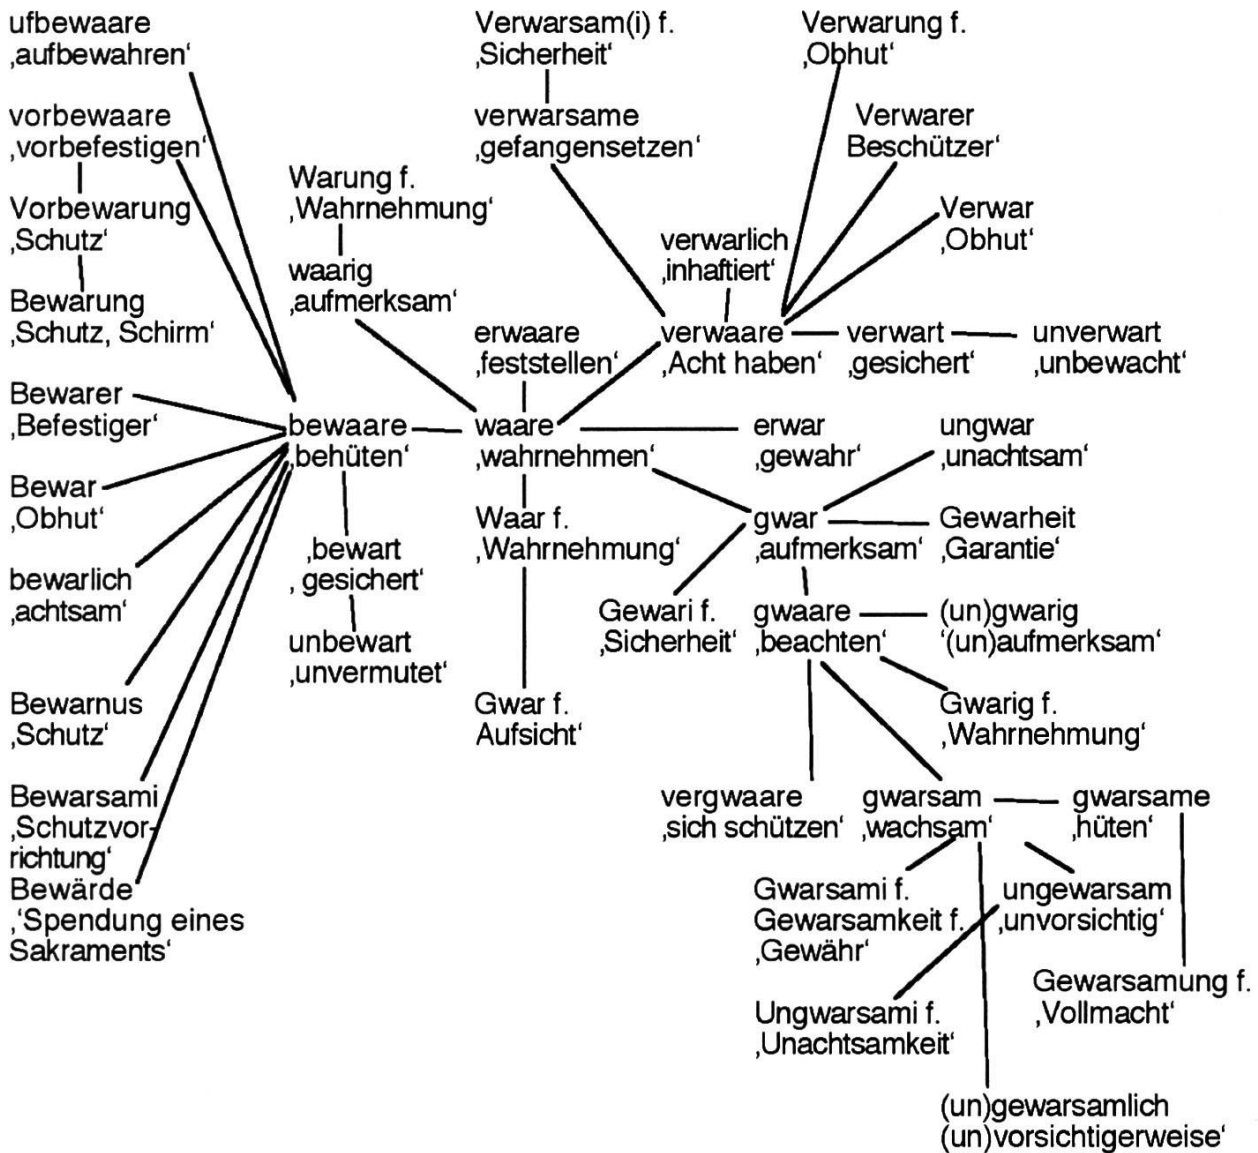 ufbewaare
‚aufbewahren‘
Verwarsam(i) f.
‚Sicherheit‘
Verwarung f.
‚Obhut‘
vorbewaare
‚vorbefestigen‘
verwarsame
‚gefangensetzen‘
Verwarer
Beschützer‘
Warung f.
‚Wahrnehmung‘
Vorbewarung
‚Schutz‘
Verwar
‚Obhut‘
verwarlich
‚inhaftiert‘
waarig
‚aufmerksam‘
Bewarung
‚Schutz, Schirm‘
erwaare
‚feststellen‘
verwaare
‚Acht haben‘
verwart
‚gesichert‘
unverwart
‚unbewacht‘
Bewarer
‚Befestiger‘
bewaare
‚behüten‘
waare
‚wahrnehmen‘
erwar
‚gewahr‘
ungwar
‚unachtsam‘
Bewar
‚Obhut‘
Waar f.
‚Wahrnehmung‘
gwar
‚aufmerksam‘
Gewarheit
‚Garantie‘
‚bewart
‚ gesichert‘
bewarlich
‚achtsam‘
Gewari f.
‚Sicherheit‘
gwaare
‚beachten‘
(un)gwarig
‘(un)aufmerksam‘
unbewart
‚unvermutet‘
Bewarnus
‚Schutz‘
Gwar f.
Aufsicht‘
Gwarig f.
‚Wahrnehmung‘
Bewarsami
‚Schutzvor-
richtung‘
vergwaare
‚sich schützen‘
gwarsam
‚wachsam‘
gwarsame
‚hüten‘
Bewärde
‚‘Spendung eines
Sakraments‘
Gwarsami f.
Gewarsamkeit f.
‚Gewähr‘
ungewarsam
‚unvorsichtig‘
Gewarsamung f.
‚Vollmacht‘
Ungwarsami f.
‚Unachtsamkeit‘
(un)gewarsamlich
(un)vorsichtigerweise‘